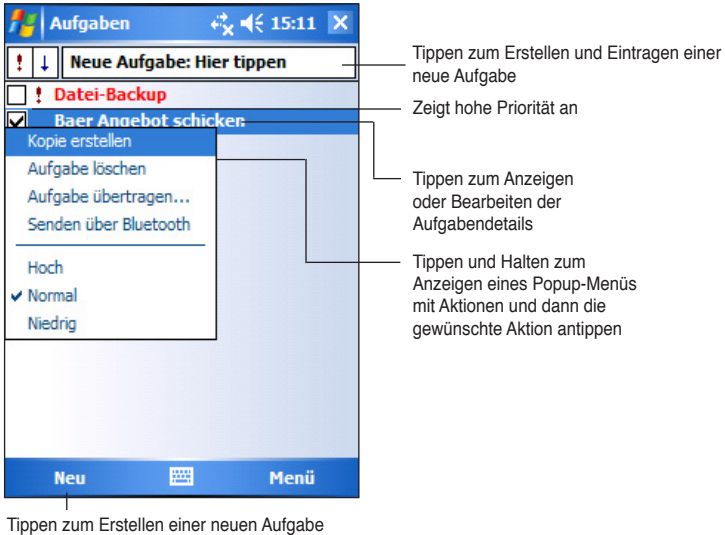 Aufgaben 15:11
! ↓ Neue Aufgabe: Hier tippen
! Datei-Backup
Baer Angebot schicken
Kopie erstellen
Aufgabe löschen
Aufgabe übertragen...
Senden über Bluetooth
Hoch
Normal
Niedrig
Neu Menü
Tippen zum Erstellen und Eintragen einer
neue Aufgabe
Zeigt hohe Priorität an
Tippen zum Anzeigen
oder Bearbeiten der
Aufgabendetails
Tippen und Halten zum
Anzeigen eines Popup-Menüs
mit Aktionen und dann die
gewünschte Aktion antippen
Tippen zum Erstellen einer neuen Aufgabe